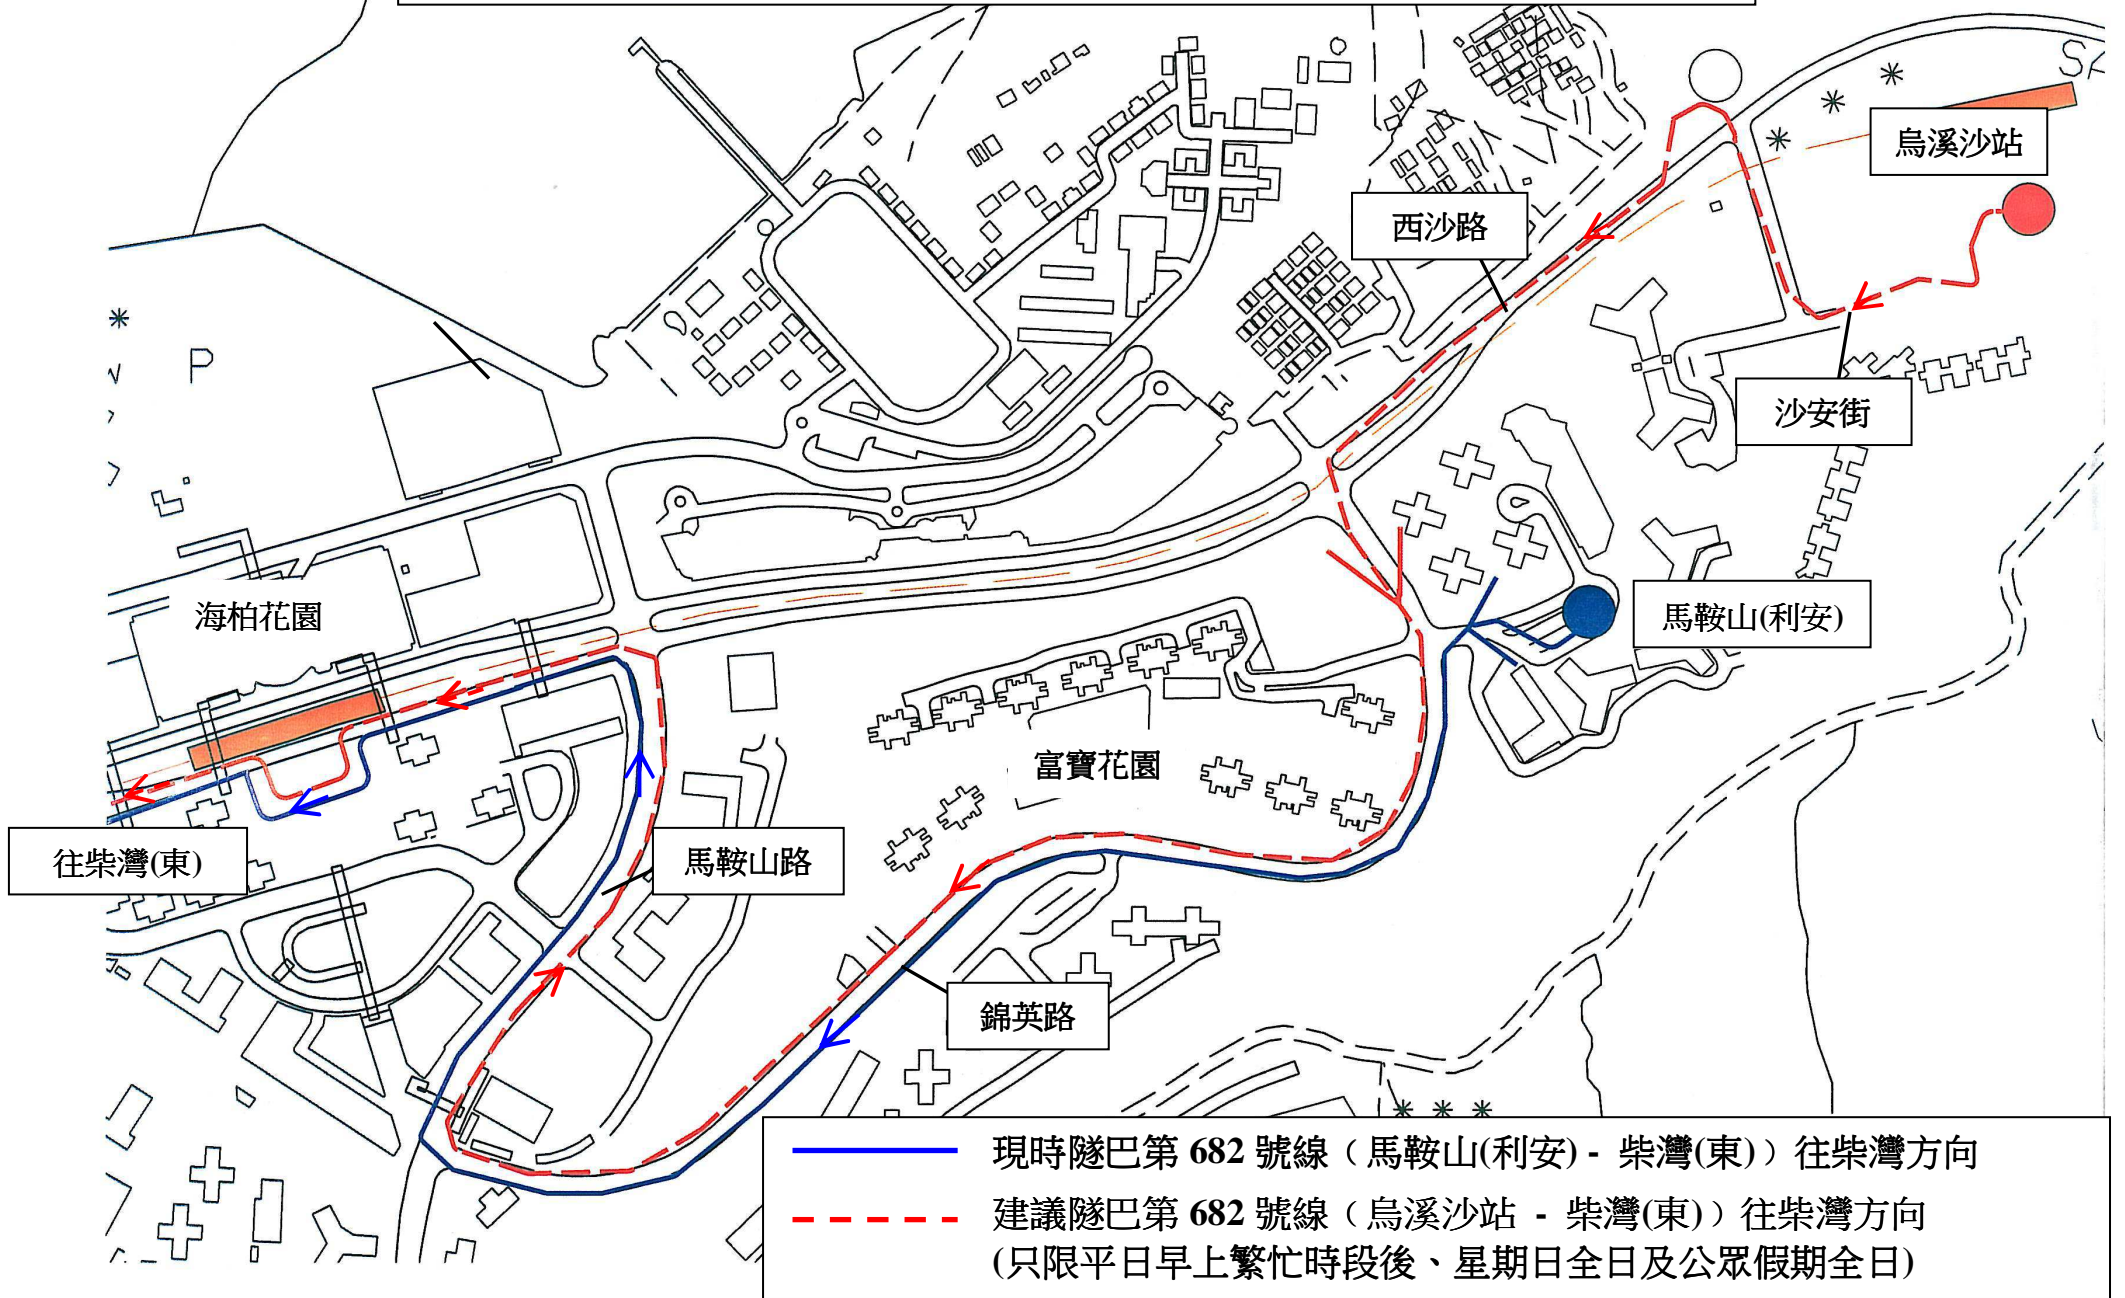 烏溪沙站
西沙路
沙安街
P
海柏花園
馬鞍山(利安)
富寶花園
往柴灣(東)
馬鞍山路
錦英路
現時隧巴第 682 號線（馬鞍山(利安) - 柴灣(東)）往柴灣方向
建議隧巴第 682 號線（烏溪沙站 - 柴灣(東)）往柴灣方向
(只限平日早上繁忙時段後、星期日全日及公眾假期全日)